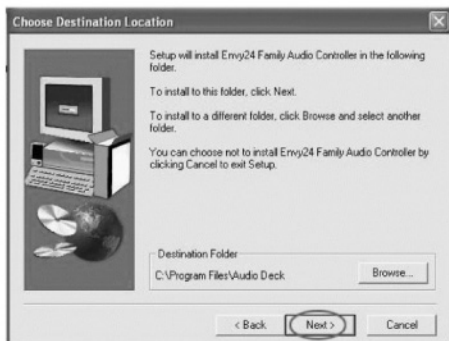 Choose Destination Location
Setup will install Envy24 Family Audio Controller in the following
folder.
To install to this folder, click Next.
To install to a different folder, click Browse and select another
folder.
You can choose not to install Envy24 Family Audio Controller by
clicking Cancel to exit Setup.
Destination Folder
C:\Program Files\Audio Deck
Browse...
< Back
Next >
Cancel